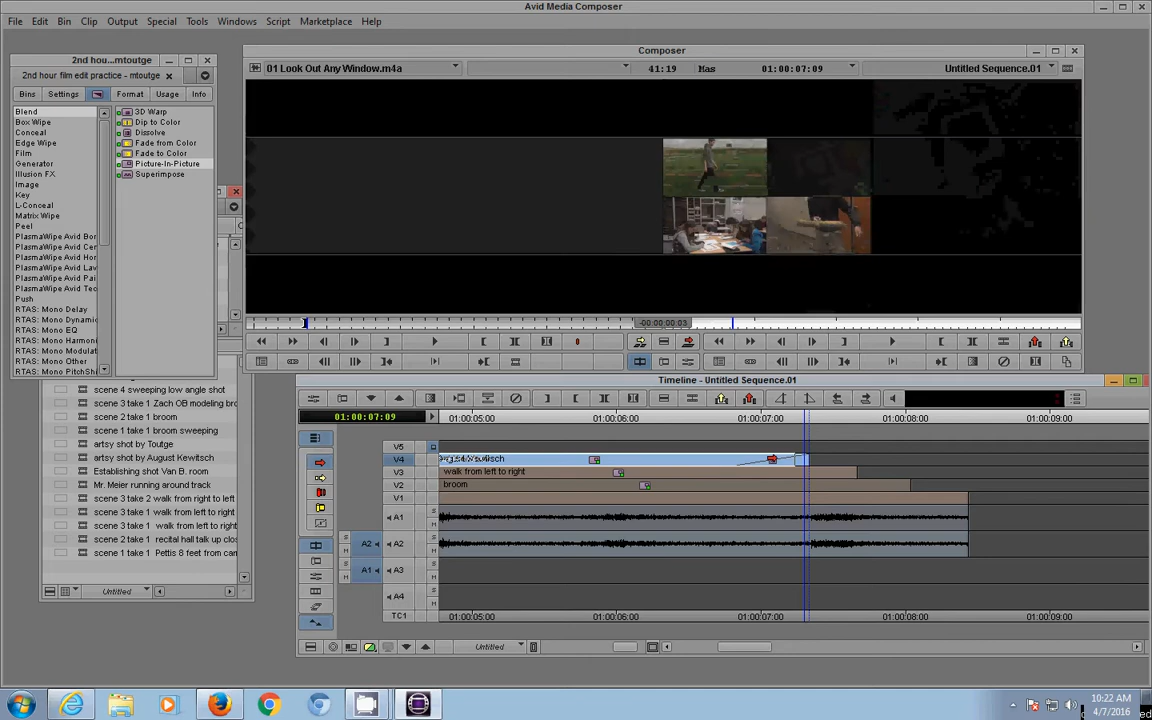 Avid Media Composer
File Edit Bin Clip Output Special Tools Windows Script Marketplace Help
2nd hou...mtoutge
Composer
2nd hour film edit practice - mtoutge
01 Look Out Any Window.m4a 41:19 Mas 01:00:07:09 Untitled Sequence.01
Bins Settings Format Usage Info
Blend
Box Wipe
Conceal
Edge Wipe
Film
Generator
Illusion FX
Image
Key
L-Conceal
Matrix Wipe
Peel
PlasmaWipe Avid Bor
PlasmaWipe Avid Cer
PlasmaWipe Avid Hor
PlasmaWipe Avid Lav
PlasmaWipe Avid Pai
PlasmaWipe Avid Tec
Push
RTAS: Mono Delay
RTAS: Mono Dynamic
RTAS: Mono EQ
RTAS: Mono Harmoni
RTAS: Mono Modulati
RTAS: Mono Other
RTAS: Mono PitchShi
3D Warp
Dip to Color
Dissolve
Fade from Color
Fade to Color
Picture-In-Picture
Superimpose
-00:00:00:03
scene 4 sweeping low angle shot
scene 3 take 1 Zach OB modeling bro
scene 2 take 1 broom
scene 1 take 1 broom sweeping
artsy shot by Toutge
artsy shot by August Kewitsch
Establishing shot Van B. room
Mr. Meier running around track
scene 3 take 2 walk from right to left
scene 3 take 1 walk from left to right
scene 3 take 1 walk from left to right
scene 2 take 1 recital hall talk up clos
scene 1 take 1 Pettis 8 feet from cam
Untitled
Timeline - Untitled Sequence.01
01:00:07:09 01:00:05:00 01:00:06:00 01:00:07:00 01:00:08:00 01:00:09:00
V5
V4
V3 walk from left to right
V2 broom
V1
A1
A2 A2
A1 A3
A4
TC1 01:00:05:00 01:00:06:00 01:00:07:00 01:00:08:00 01:00:09:00
Untitled
10:22 AM
4/7/2016